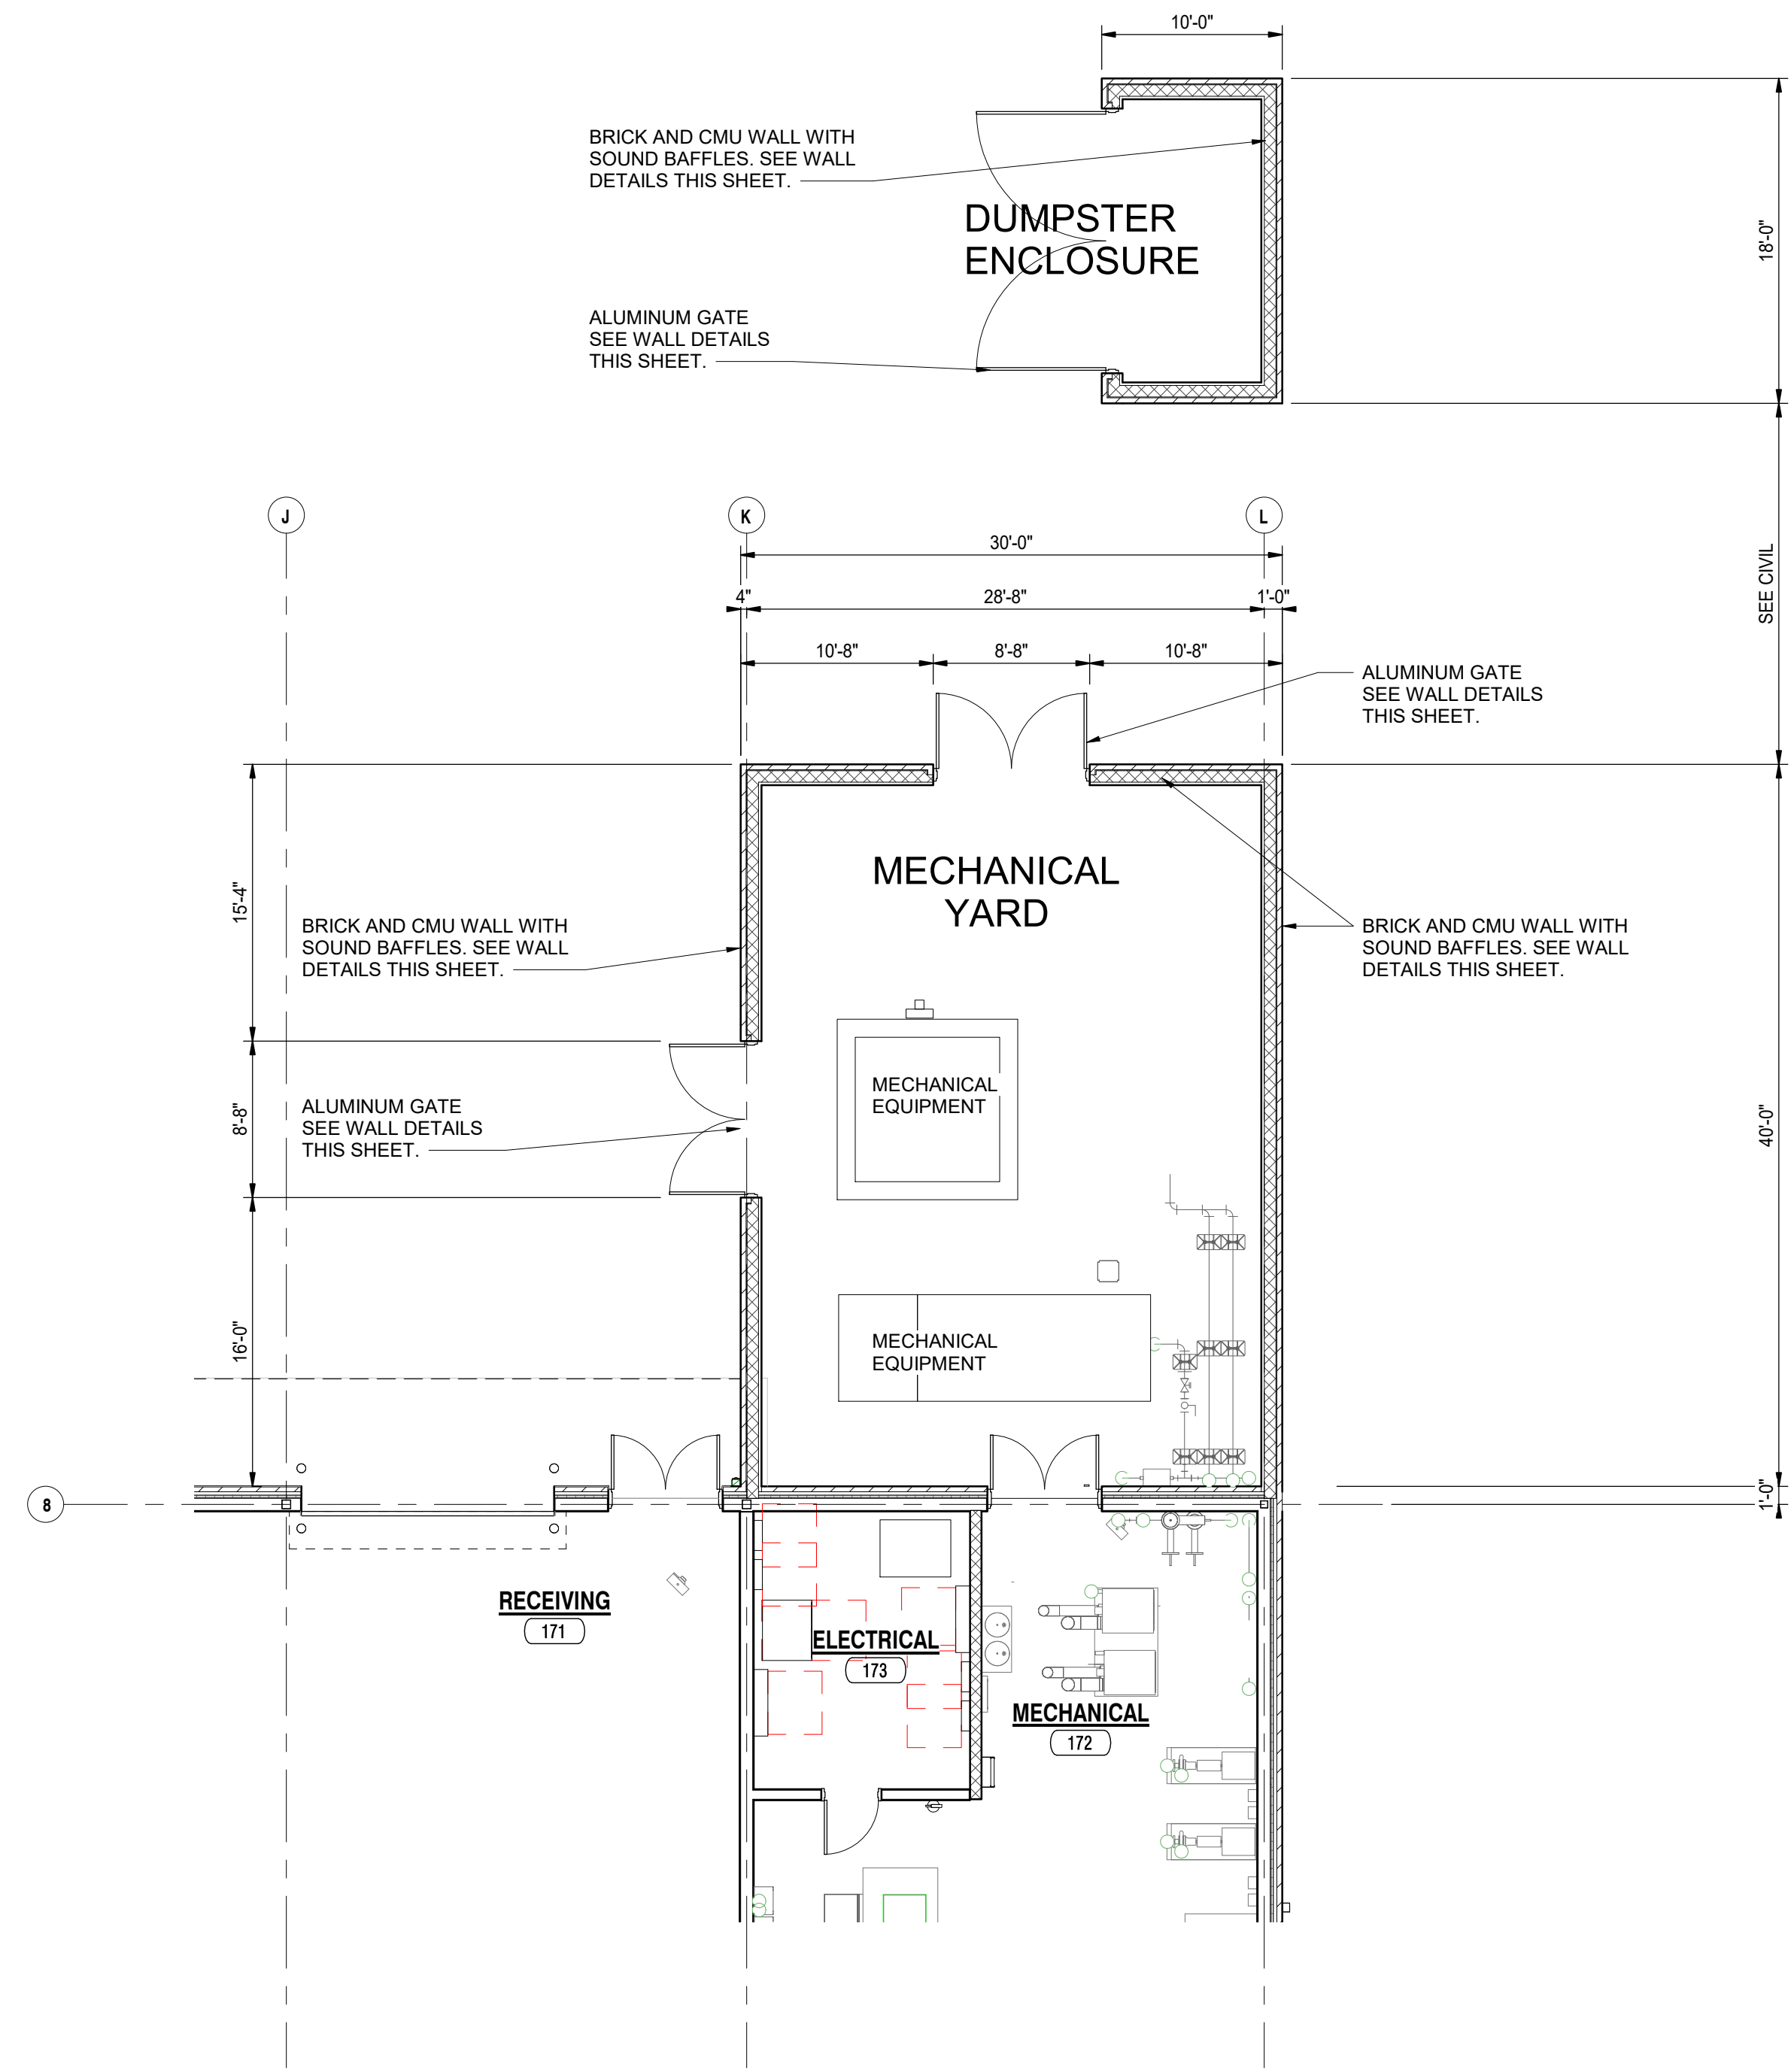 10'-0"
BRICK AND CMU WALL WITH
SOUND BAFFLES. SEE WALL
DETAILS THIS SHEET.
DUMPSTER
ENCLOSURE
18'-0"
ALUMINUM GATE
SEE WALL DETAILS
THIS SHEET.
J
K
L
30'-0"
SEE CIVIL
4"
28'-8"
1'-0"
10'-8"
8'-8"
10'-8"
ALUMINUM GATE
SEE WALL DETAILS
THIS SHEET.
MECHANICAL
YARD
15'-4"
BRICK AND CMU WALL WITH
SOUND BAFFLES. SEE WALL
DETAILS THIS SHEET.
BRICK AND CMU WALL WITH
SOUND BAFFLES. SEE WALL
DETAILS THIS SHEET.
MECHANICAL
EQUIPMENT
8'-8"
ALUMINUM GATE
SEE WALL DETAILS
THIS SHEET.
40'-0"
16'-0"
MECHANICAL
EQUIPMENT
8
1'-0"
RECEIVING
171
ELECTRICAL
173
MECHANICAL
172